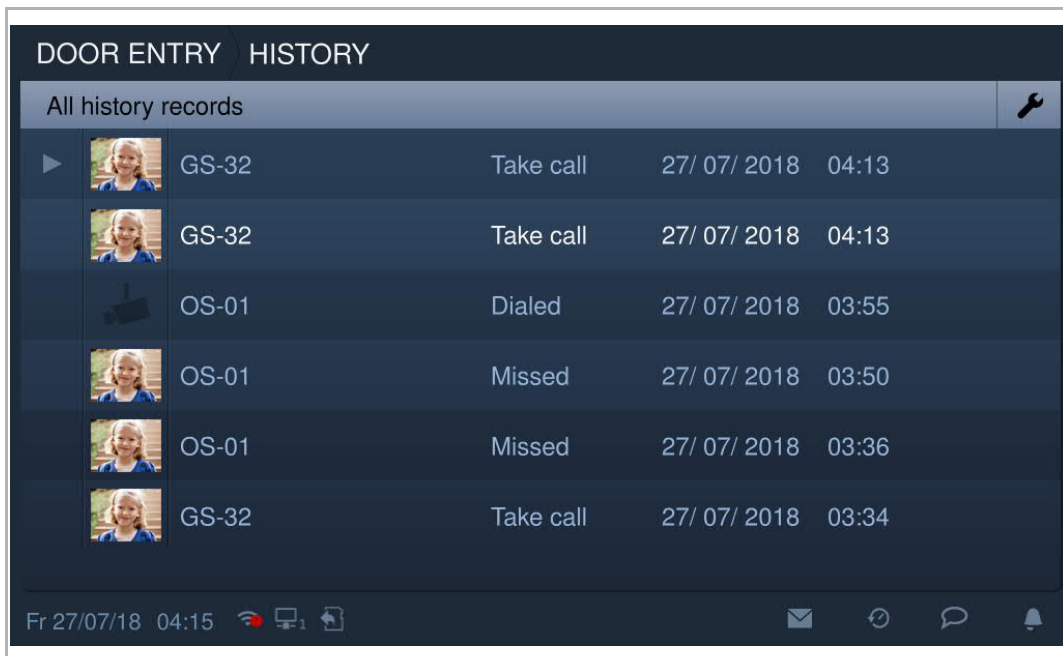 DOOR ENTRY HISTORY
All history records
GS-32 Take call 27/ 07/ 2018 04:13
GS-32 Take call 27/ 07/ 2018 04:13
OS-01 Dialed 27/ 07/ 2018 03:55
OS-01 Missed 27/ 07/ 2018 03:50
OS-01 Missed 27/ 07/ 2018 03:36
GS-32 Take call 27/ 07/ 2018 03:34
Fr 27/07/18 04:15 1